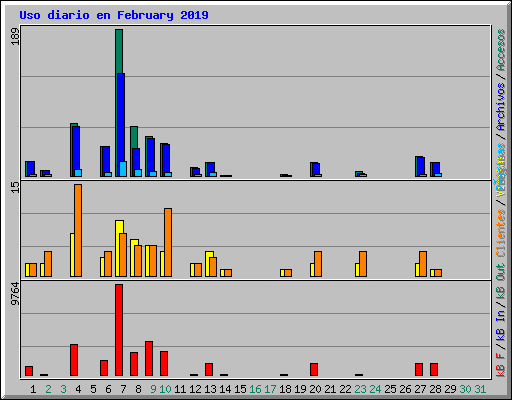 Uso diario en February 2019
189
15
9764
Archivos / Accesos
Clientes /
kB F / kB In / kB Out
1 2 3 4 5 6 7 8 9 10 11 12 13 14 15 16 17 18 19 20 21 22 23 24 25 26 27 28 29 30 31